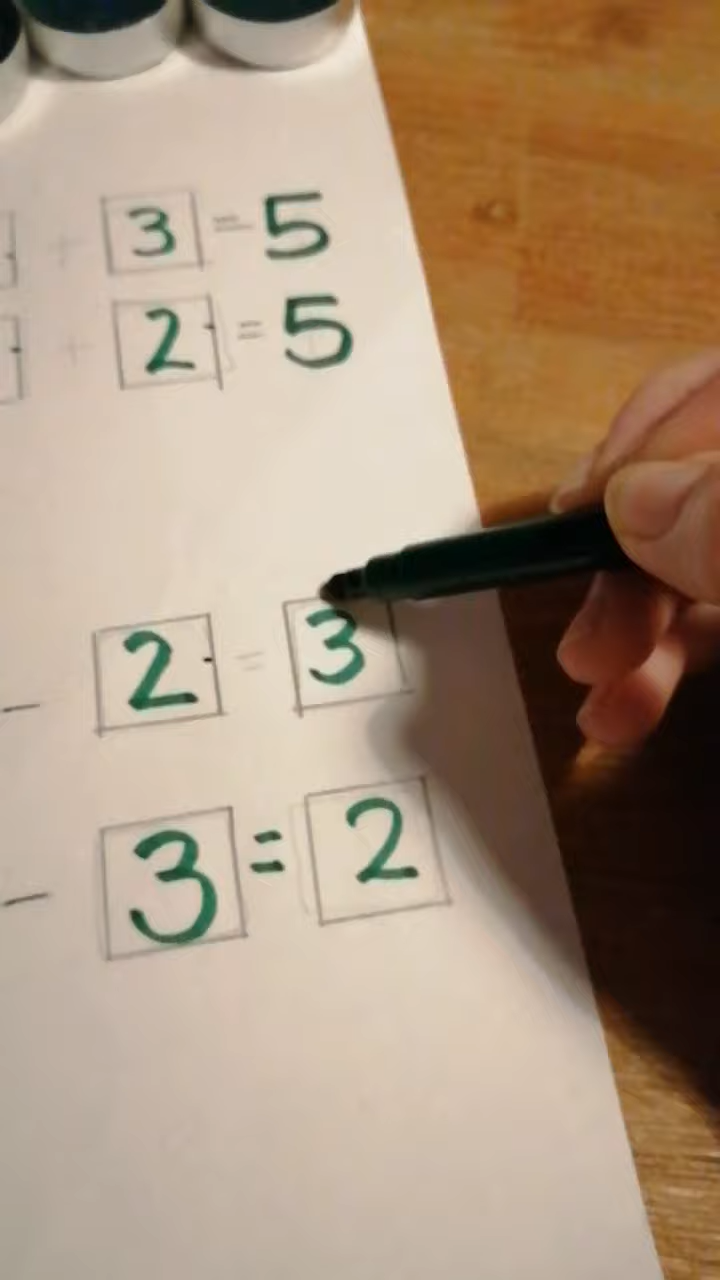 + 3 = 5
+ 2 = 5
- 2 = 3
- 3 = 2